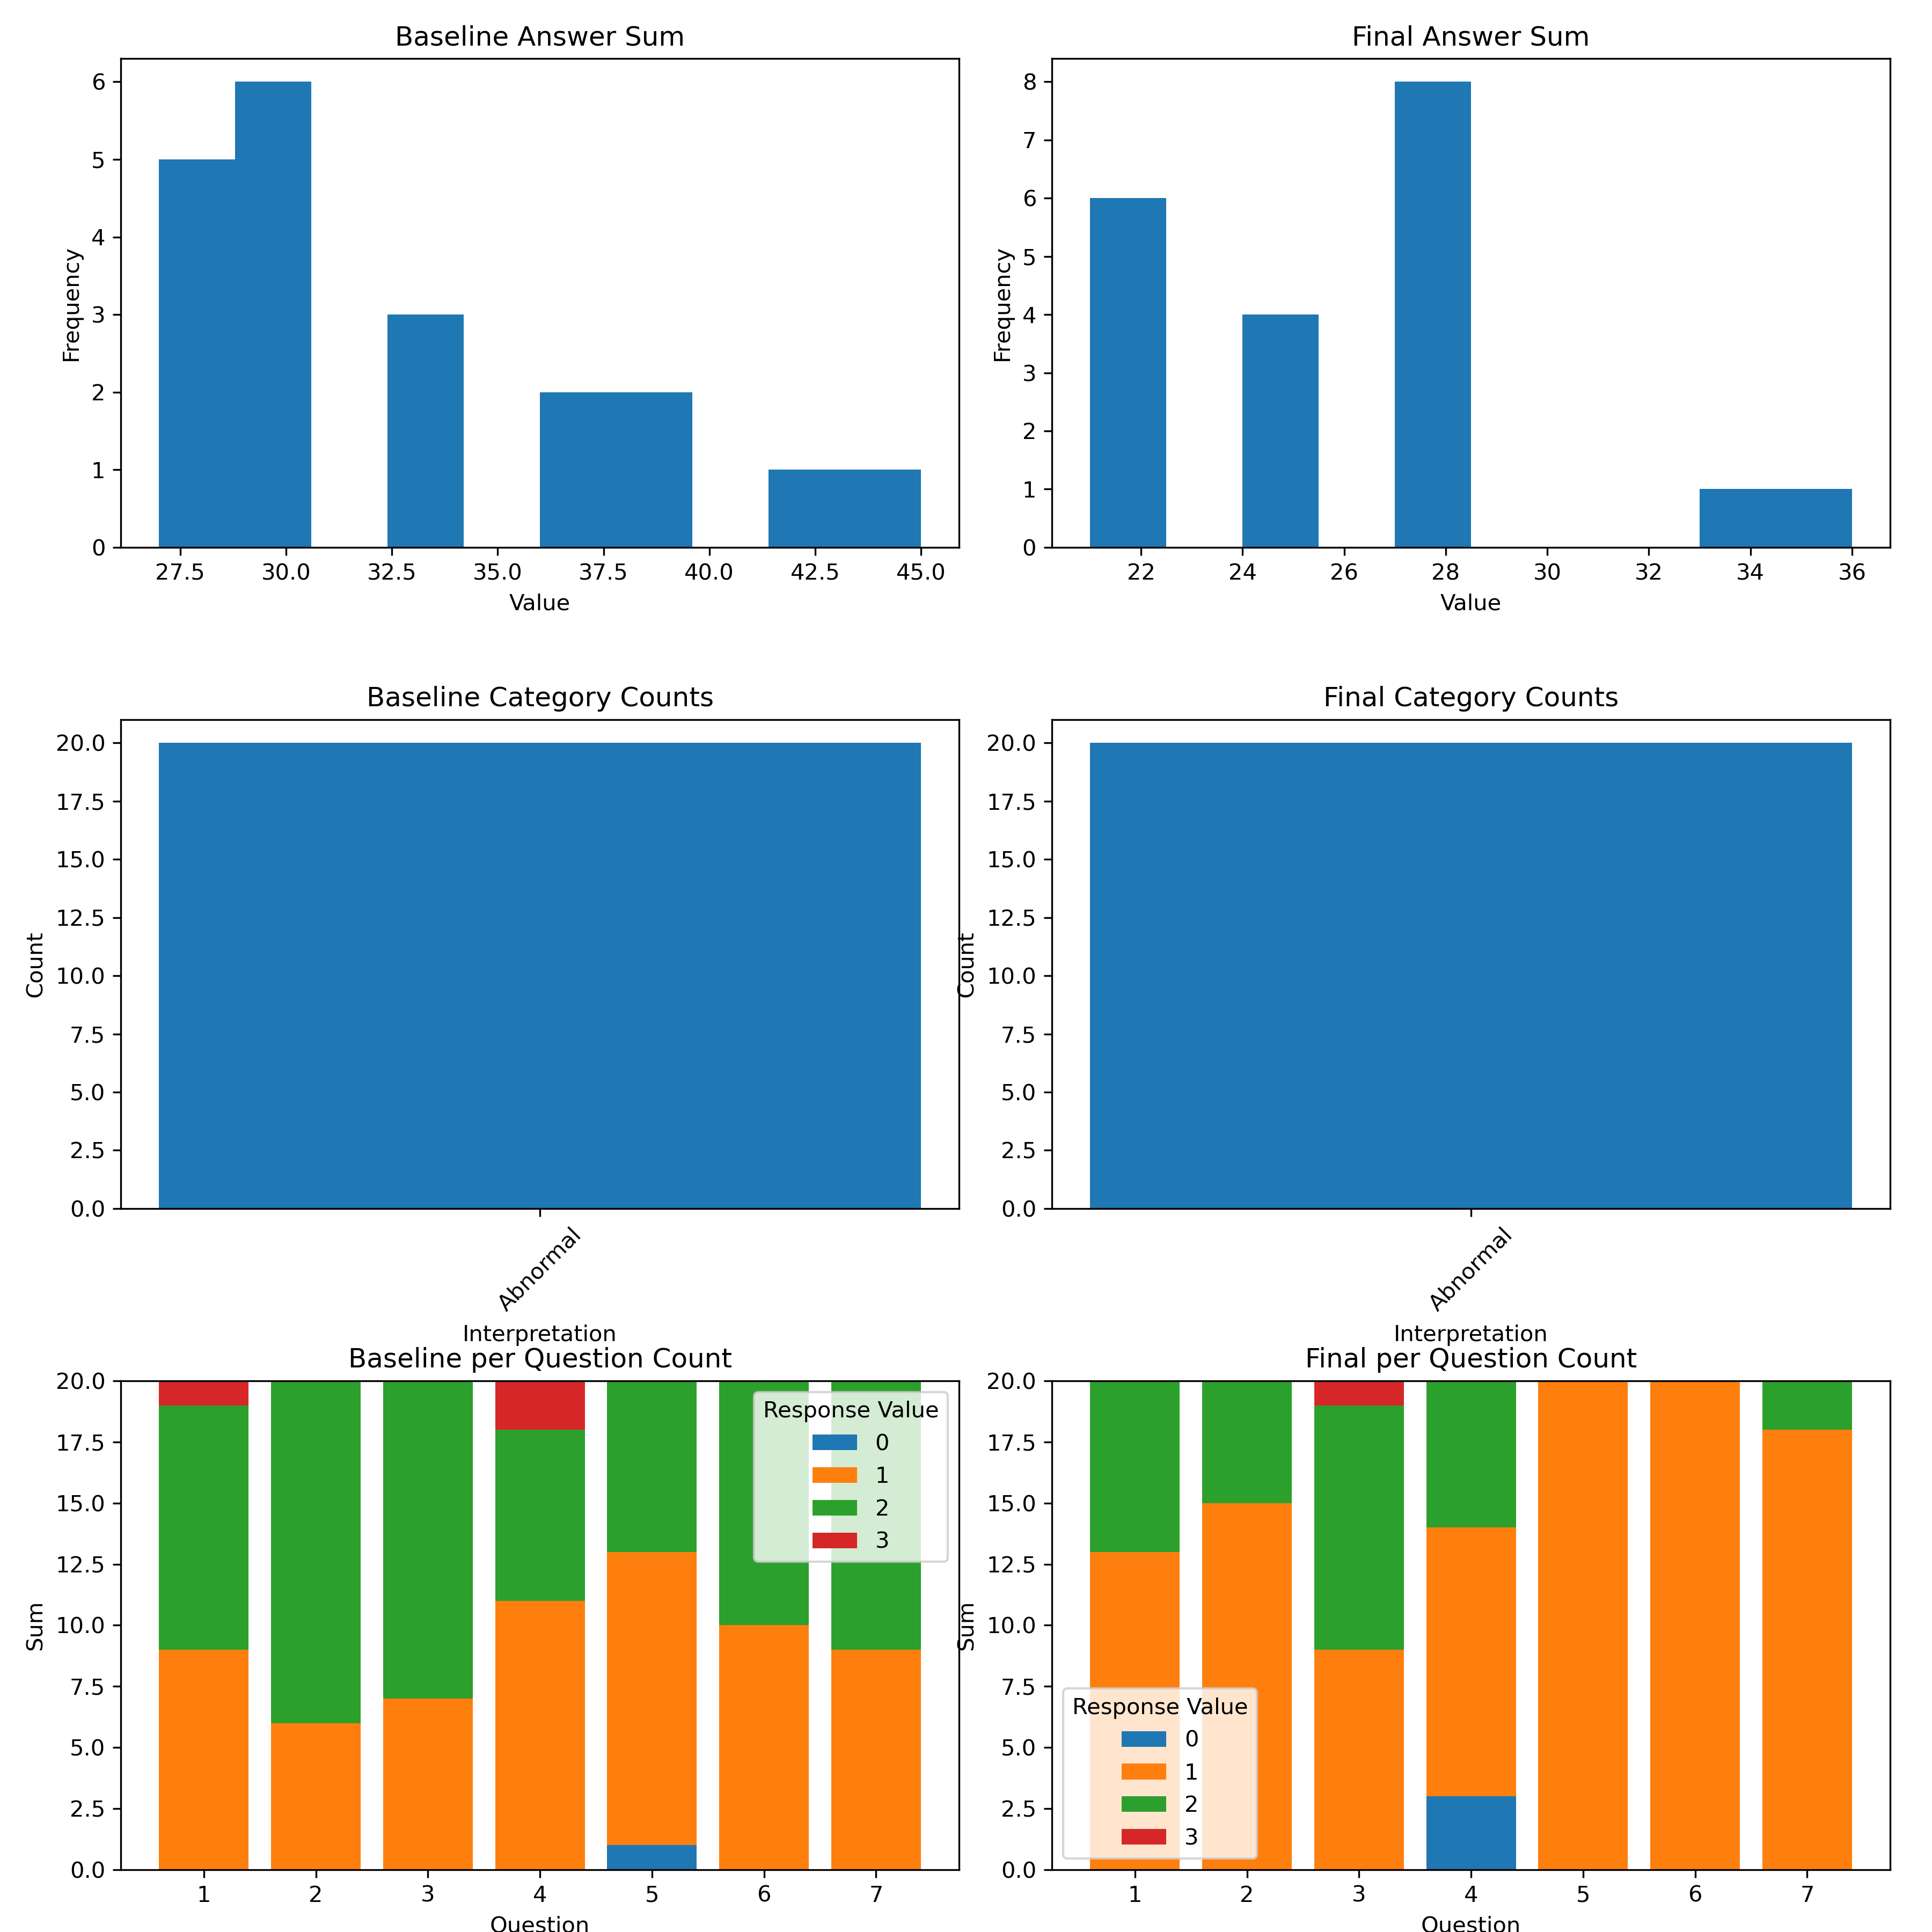 Baseline Answer Sum
6
5
4
3
2
1
0
Frequency
27.5 30.0 32.5 35.0 37.5 40.0 42.5 45.0
Value
Final Answer Sum
8
7
6
5
4
3
2
1
0
Frequency
22 24 26 28 30 32 34 36
Value
Baseline Category Counts
20.0
17.5
15.0
12.5
10.0
7.5
5.0
2.5
0.0
Count
Abnormal
Interpretation
Final Category Counts
20.0
17.5
15.0
12.5
10.0
7.5
5.0
2.5
0.0
Count
Abnormal
Interpretation
Baseline per Question Count
20.0
17.5
15.0
12.5
10.0
7.5
5.0
2.5
0.0
Sum
Response Value
0
1
2
3
1 2 3 4 5 6 7
Question
Final per Question Count
20.0
17.5
15.0
12.5
10.0
7.5
5.0
2.5
0.0
Sum
Response Value
0
1
2
3
1 2 3 4 5 6 7
Question